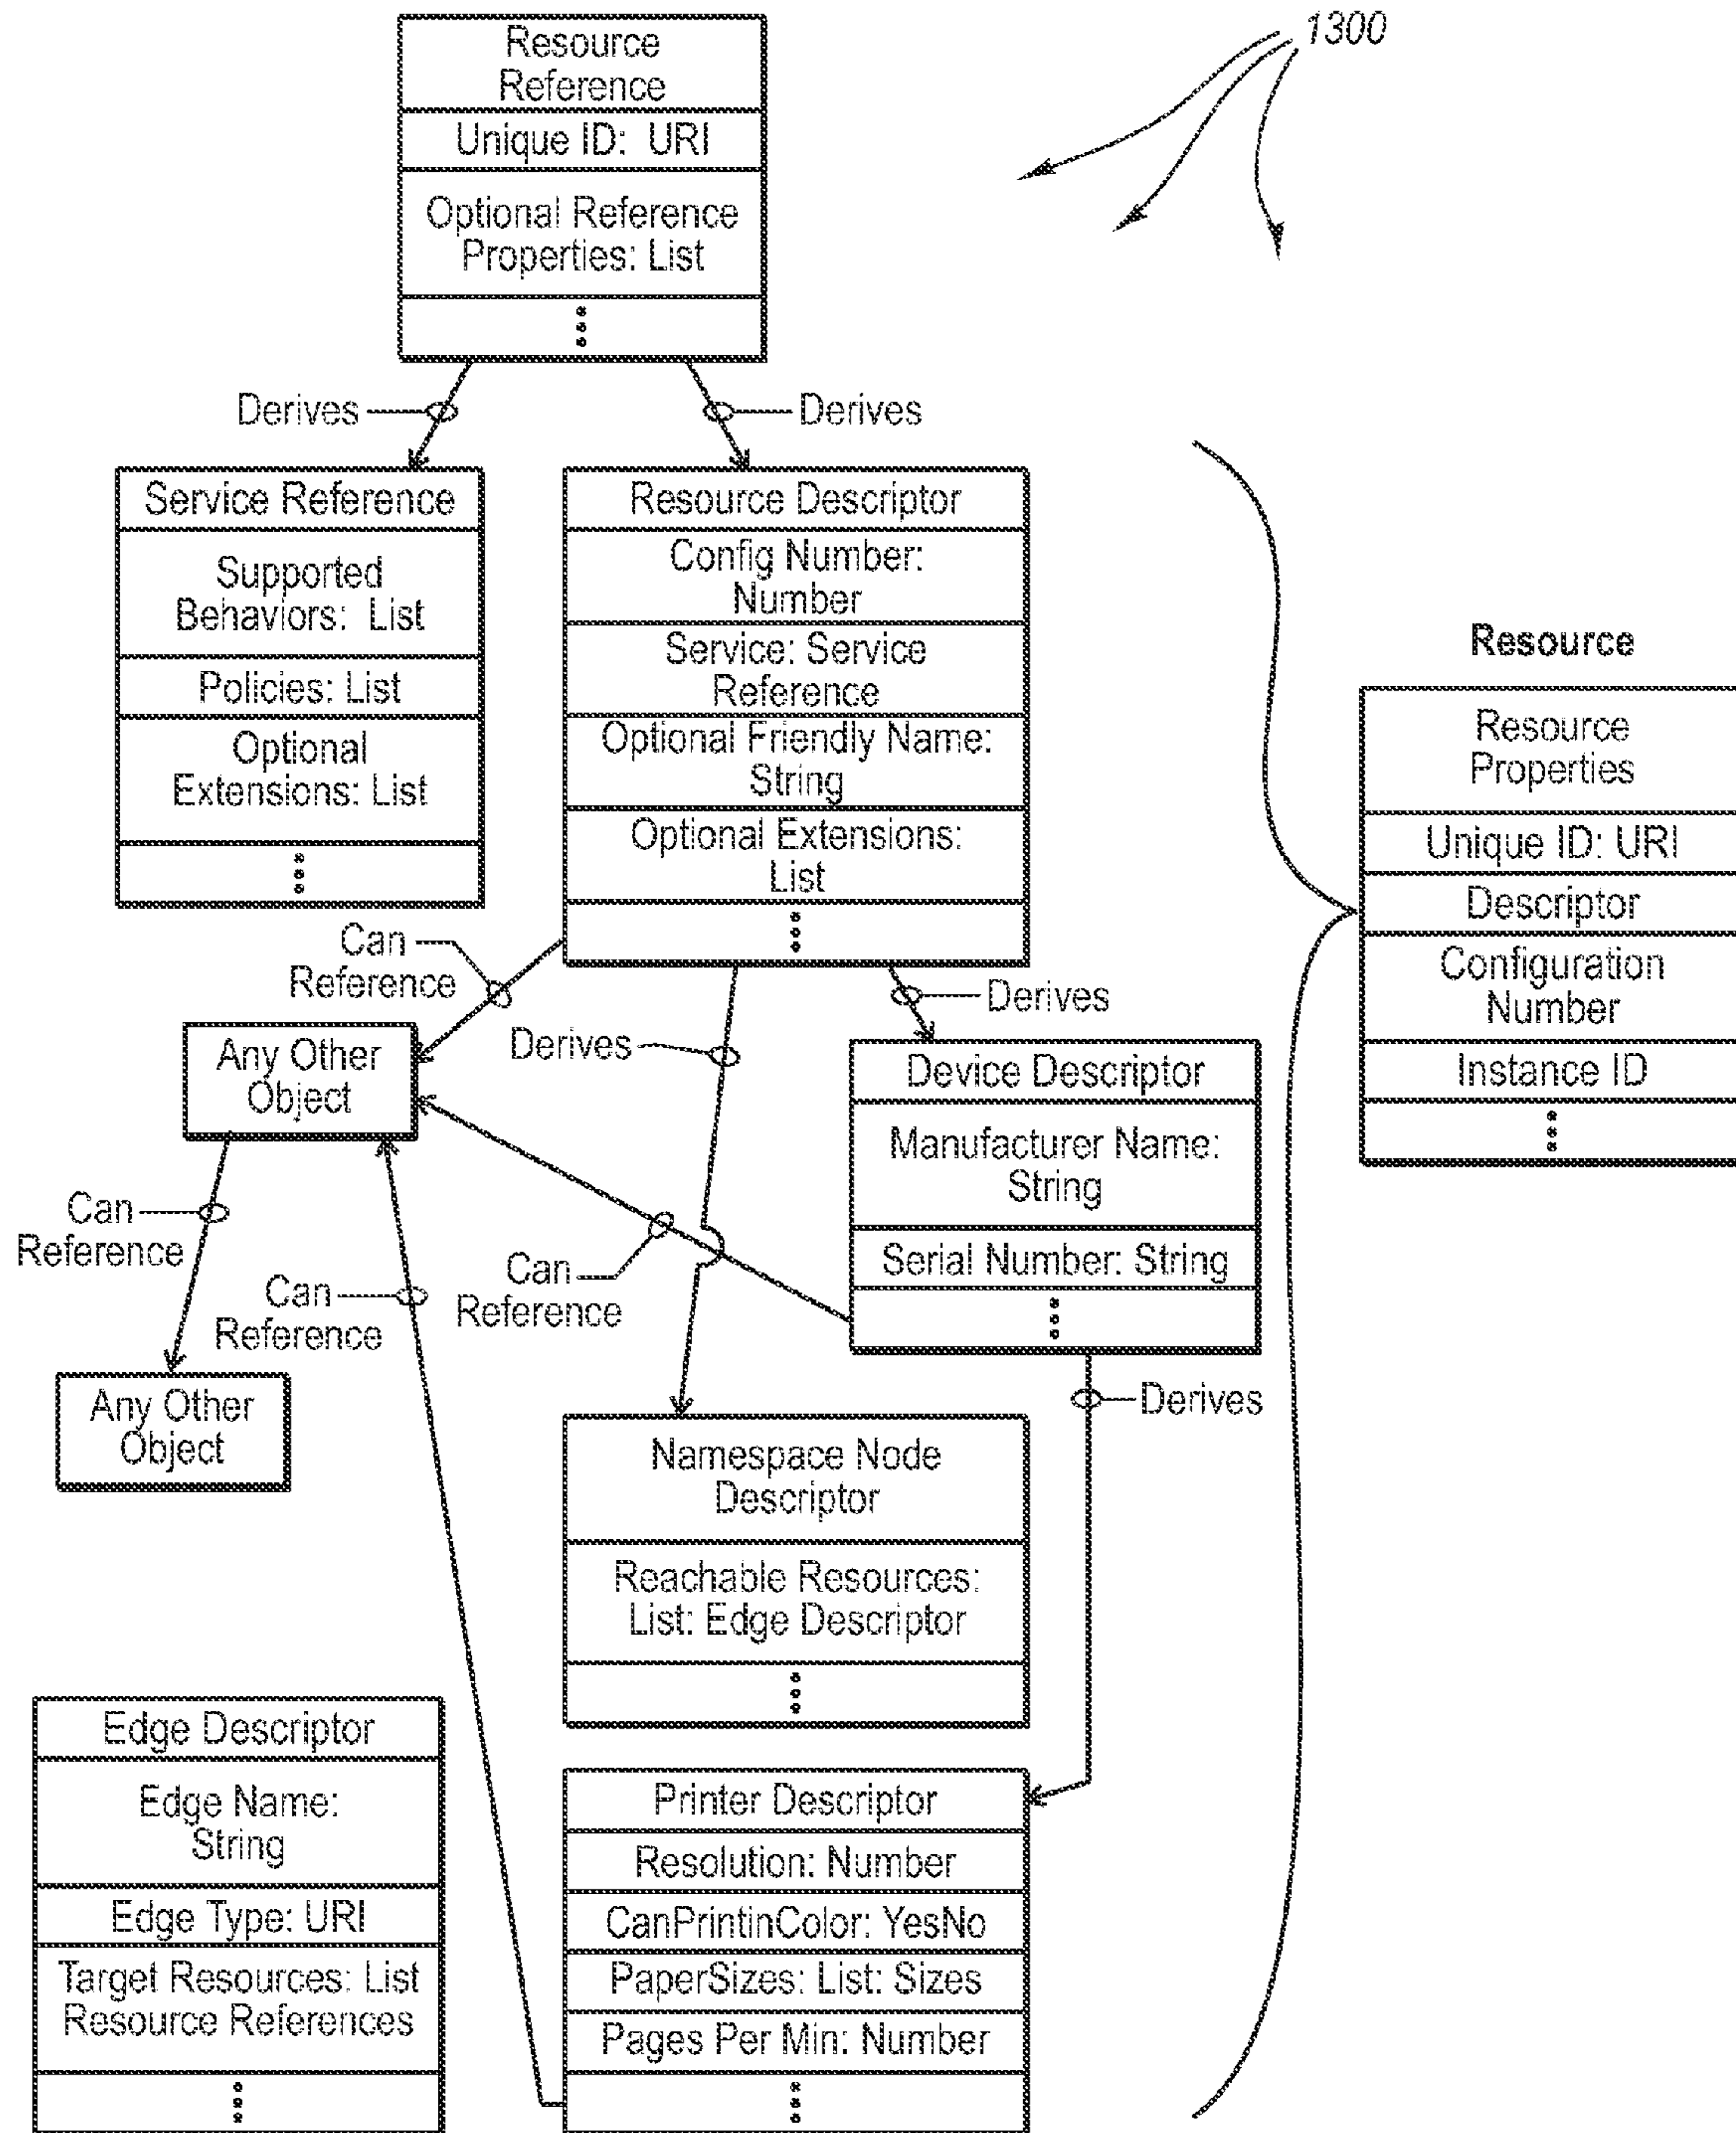 1300
Resource
Reference
Unique ID: URI
Optional Reference
Properties: List
Derives
Derives
Service Reference
Supported
Behaviors: List
Policies: List
Optional
Extensions: List
Resource Descriptor
Config Number:
Number
Service: Service
Reference
Optional Friendly Name:
String
Optional Extensions:
List
Resource
Resource
Properties
Unique ID: URI
Descriptor
Configuration
Number
Instance ID
Can
Reference
Derives
Derives
Any Other
Object
Device Descriptor
Manufacturer Name:
String
Serial Number: String
Can
Reference
Can
Reference
Can
Reference
Any Other
Object
Derives
Namespace Node
Descriptor
Reachable Resources:
List: Edge Descriptor
Edge Descriptor
Edge Name:
String
Edge Type: URI
Target Resources: List
Resource References
Printer Descriptor
Resolution: Number
CanPrintinColor: YesNo
PaperSizes: List: Sizes
Pages Per Min: Number